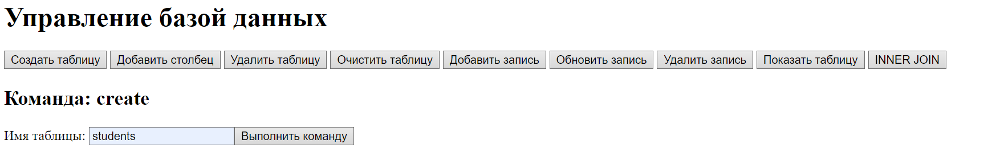 Управление базой данных
Создать таблицу Добавить столбец Удалить таблицу Очистить таблицу Добавить запись Обновить запись Удалить запись Показать таблицу INNER JOIN
Команда: create
Имя таблицы: students Выполнить команду